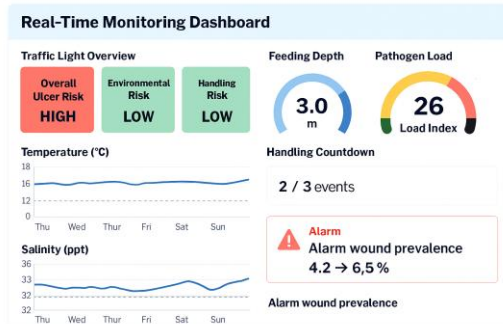 Real-Time Monitoring Dashboard
Traffic Light Overview
Overall
Ulcer Risk
HIGH
Environmental
Risk
LOW
Handling
Risk
LOW
Feeding Depth
3.0
m
Pathogen Load
26
Load Index
Temperature (°C)
18
16
12
0
Thu Wed Thur Fri Sat Sun
Handling Countdown
2 / 3 events
Alarm
Alarm wound prevalence
4.2 → 6,5 %
Salinity (ppt)
36
33
32
32
Thu Wed Thur Fri Sat Sun
Alarm wound prevalence